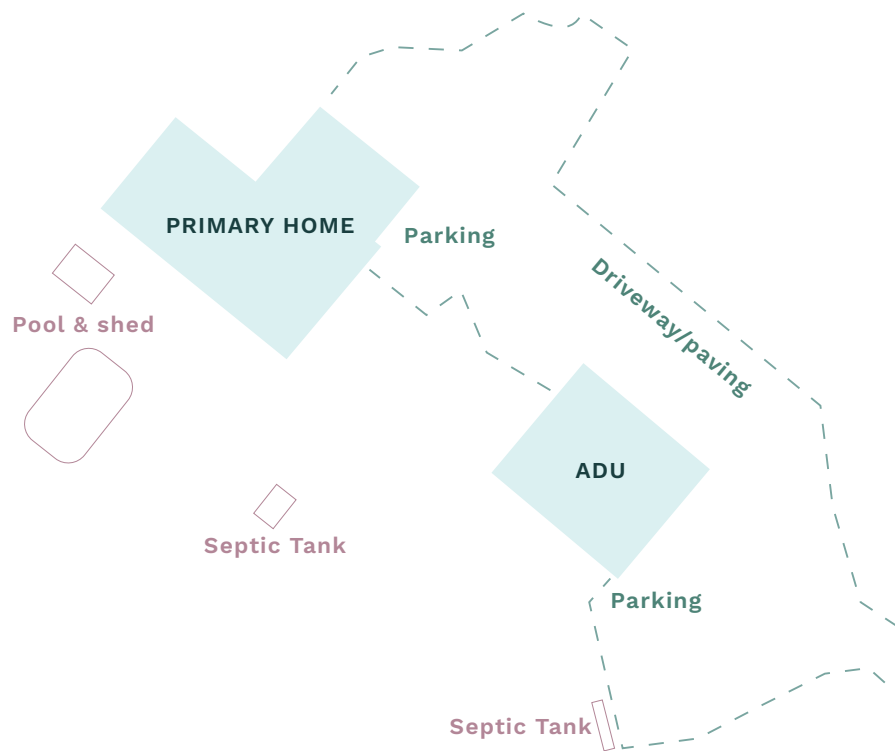 PRIMARY HOME
Parking
Driveway/paving
Pool & shed
ADU
Septic Tank
Parking
Septic Tank